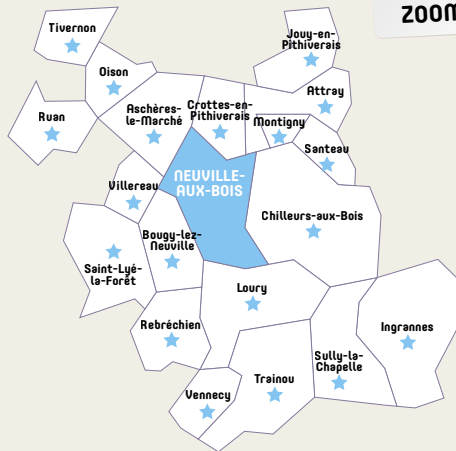 ZOOM
Tivernon
Jouy-en-
Pithiverais
Oison
Attray
Ruan
Aschères-
le-Marché
Crottes-en-
Pithiverais
Montigny
Santeau
NEUVILLE-
AUX-BOIS
Villereau
Chilleurs-aux-Bois
Bougy-lez-
Neuville
Saint-Lyé-
la-Forêt
Loury
Rebréchien
Ingrannes
Sully-la-
Chapelle
Trainou
Vennecy